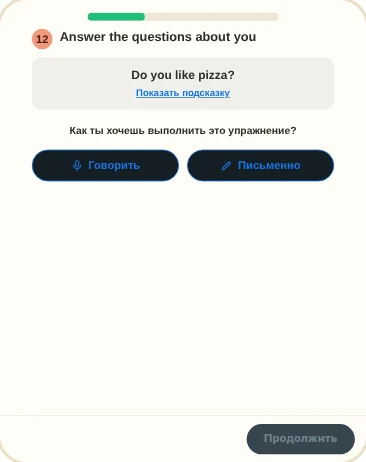 12 Answer the questions about you
Do you like pizza?
Показать подсказку
Как ты хочешь выполнить это упражнение?
Говорить
Письменно
Продолжить